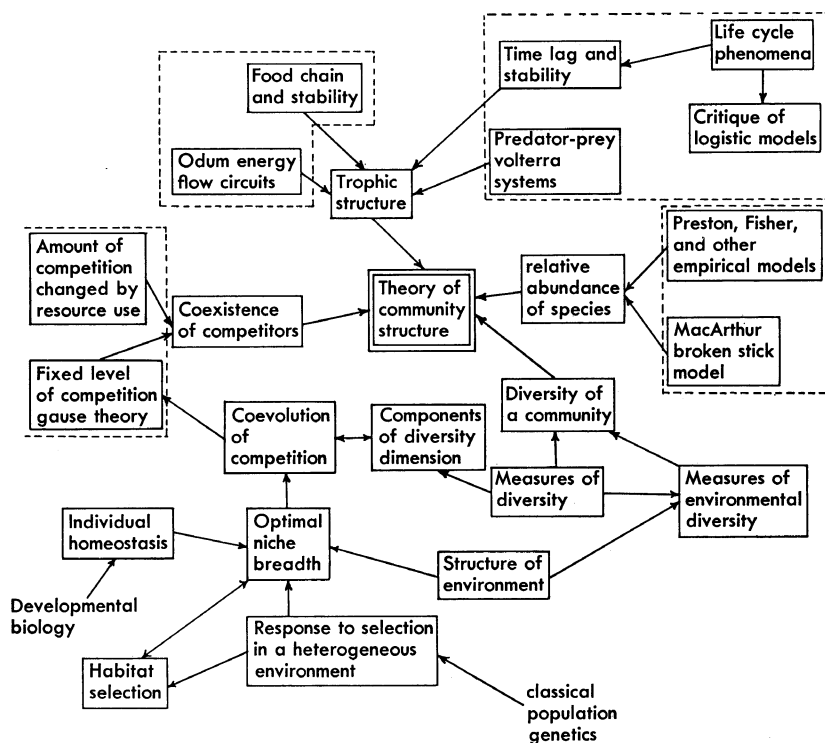 Food chain
and stability
Time lag and
stability
Life cycle
phenomena
Critique of
logistic models
Odum energy
flow circuits
Trophic
structure
Predator-prey
volterra
systems
Amount of
competition
changed by
resource use
Coexistence
of competitors
Theory of
community
structure
relative
abundance
of species
Preston, Fisher,
and other
empirical models
MacArthur
broken stick
model
Fixed level
of competition
gause theory
Coevolution
of
competition
Components
of diversity
dimension
Diversity of
a community
Measures of
diversity
Measures of
environmental
diversity
Individual
homeostasis
Optimal
niche
breadth
Structure of
environment
Developmental
biology
Habitat
selection
Response to selection
in a heterogeneous
environment
classical
population
genetics